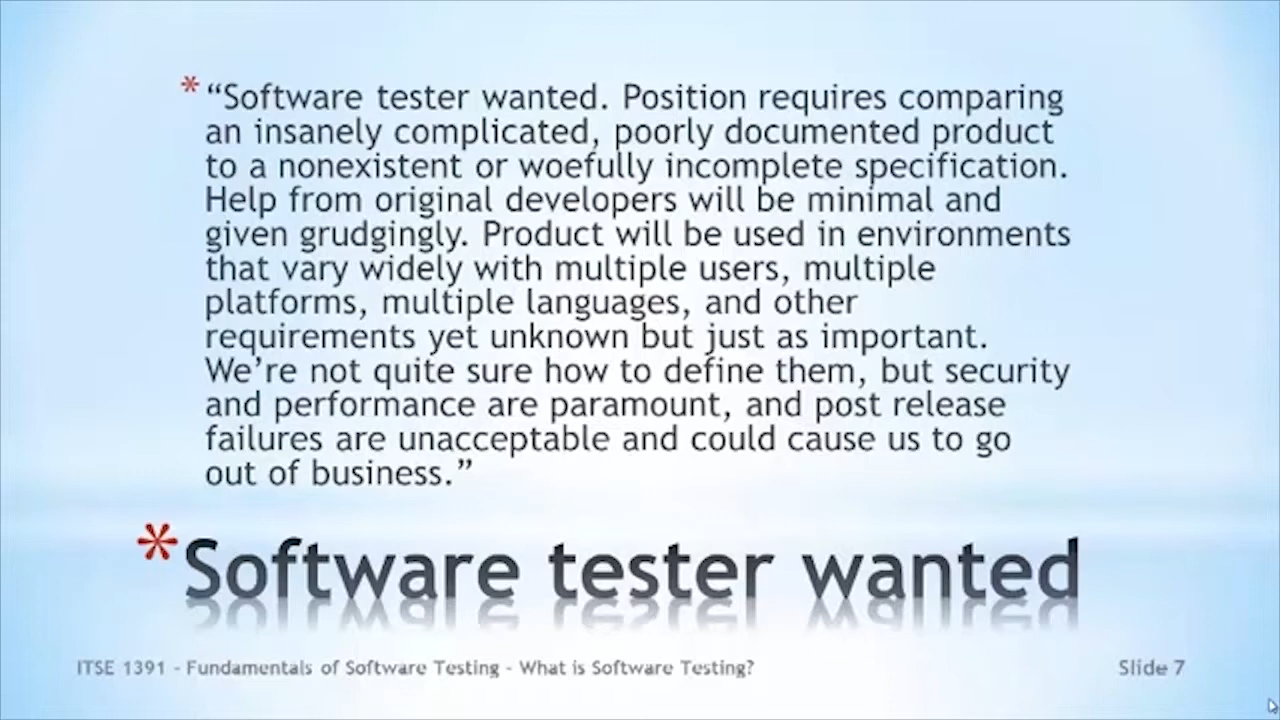 * “Software tester wanted. Position requires comparing
an insanely complicated, poorly documented product
to a nonexistent or woefully incomplete specification.
Help from original developers will be minimal and
given grudgingly. Product will be used in environments
that vary widely with multiple users, multiple
platforms, multiple languages, and other
requirements yet unknown but just as important.
We’re not quite sure how to define them, but security
and performance are paramount, and post release
failures are unacceptable and could cause us to go
out of business.”
*Software tester wanted
ITSE 1391 - Fundamentals of Software Testing - What is Software Testing?
Slide 7